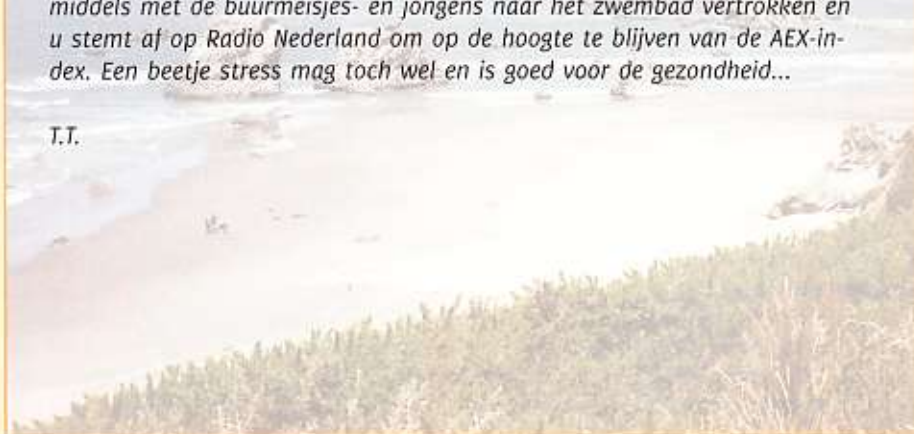 middels met de buurmeisjes- en jongens naar het zwembad vertrokken en
u stemt af op Radio Nederland om op de hoogte te blijven van de AEX-in-
dex. Een beetje stress mag toch wel en is goed voor de gezondheid...
T.T.